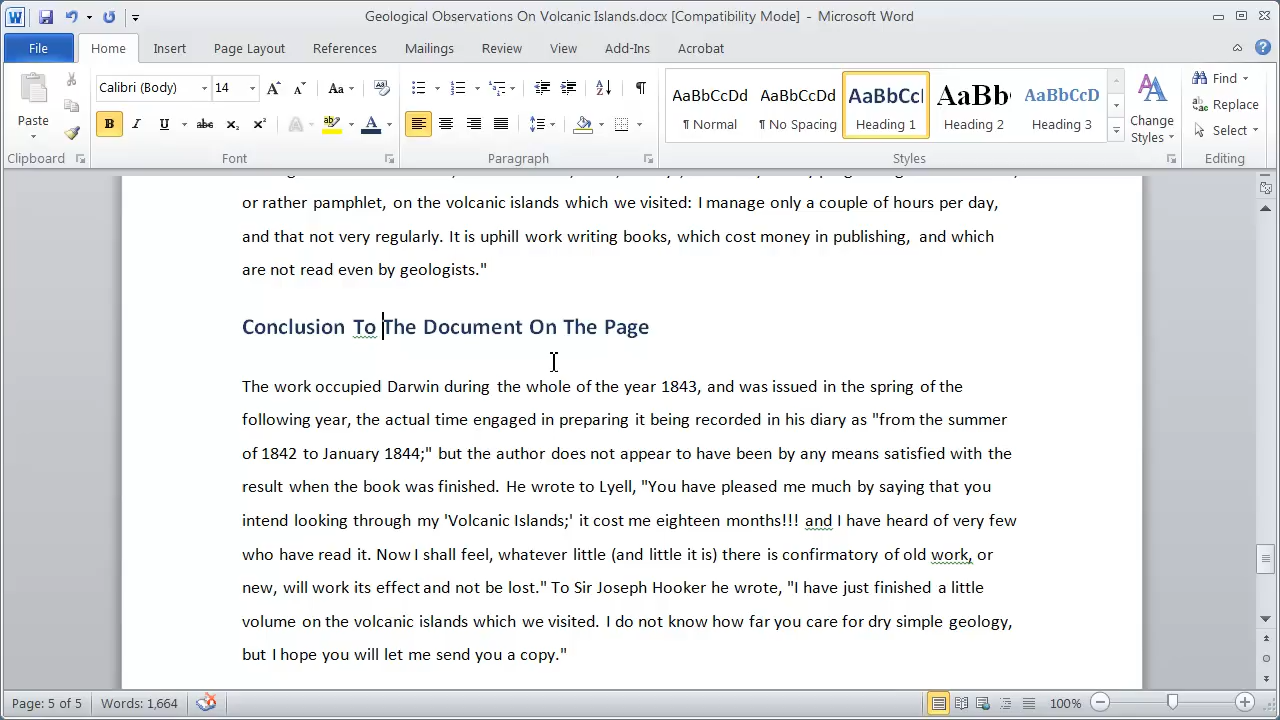 Geological Observations On Volcanic Islands.docx [Compatibility Mode] - Microsoft Word
File Home Insert Page Layout References Mailings Review View Add-Ins Acrobat
Calibri (Body) 14
Paste
B I U abc x₂ x² A A
AaBbCcDd AaBbCcDd AaBbCcI AaBb( AaBbCcD
¶ Normal ¶ No Spacing Heading 1 Heading 2 Heading 3
Change Styles
Find
Replace
Select
Clipboard Font Paragraph Styles Editing
or rather pamphlet, on the volcanic islands which we visited: I manage only a couple of hours per day,
and that not very regularly. It is uphill work writing books, which cost money in publishing, and which
are not read even by geologists."
Conclusion To The Document On The Page
The work occupied Darwin during the whole of the year 1843, and was issued in the spring of the
following year, the actual time engaged in preparing it being recorded in his diary as "from the summer
of 1842 to January 1844;" but the author does not appear to have been by any means satisfied with the
result when the book was finished. He wrote to Lyell, "You have pleased me much by saying that you
intend looking through my 'Volcanic Islands;' it cost me eighteen months!!! and I have heard of very few
who have read it. Now I shall feel, whatever little (and little it is) there is confirmatory of old work, or
new, will work its effect and not be lost." To Sir Joseph Hooker he wrote, "I have just finished a little
volume on the volcanic islands which we visited. I do not know how far you care for dry simple geology,
but I hope you will let me send you a copy."
Page: 5 of 5 Words: 1,664 100%